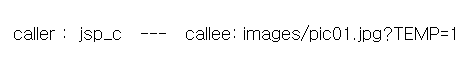 caller : jsp_c --- callee: images/pic01.jpg?TEMP=1